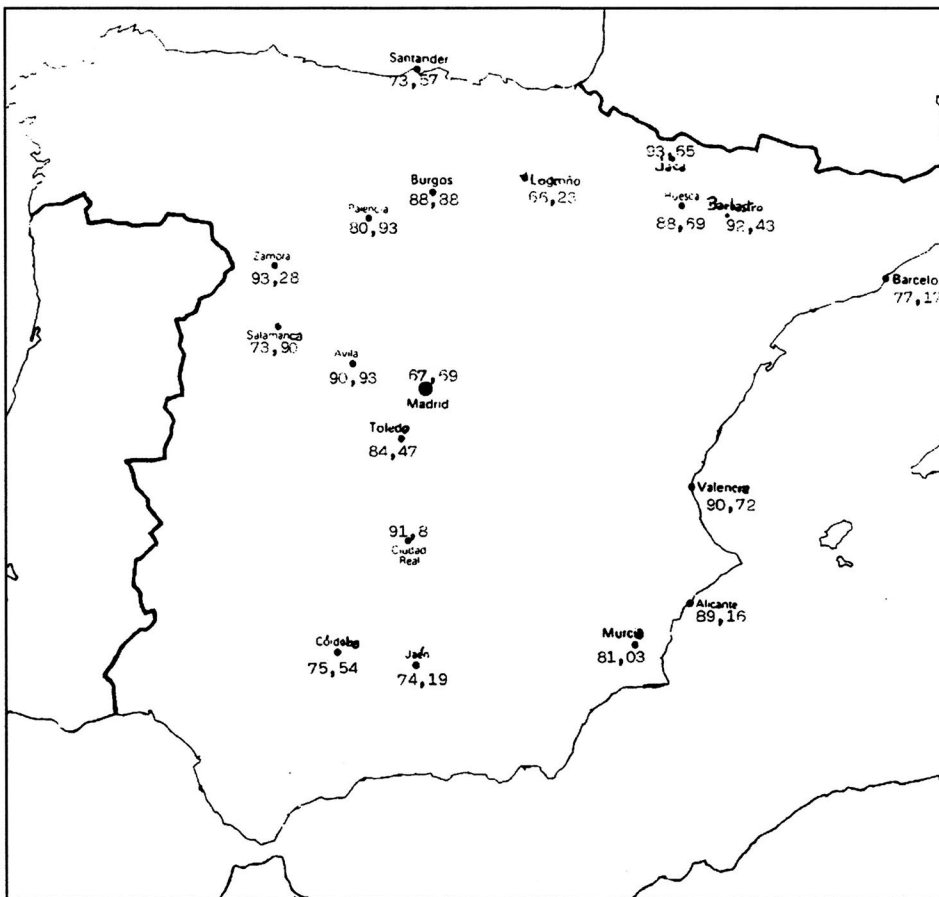 Santander
73,57
93,65
Jaca
Burgos
88,88
Logroño
66,23
Palencia
80,93
Huesca
88,69
Barbastro
92,43
Zamora
93,28
Barcelo
77,17
Salamanca
73,90
Avila
90,93
67,69
Madrid
Toledo
84,47
Valencia
90,72
91,8
Ciudad
Real
Alicante
89,16
Murcia
81,03
Córdoba
75,54
Jaén
74,19